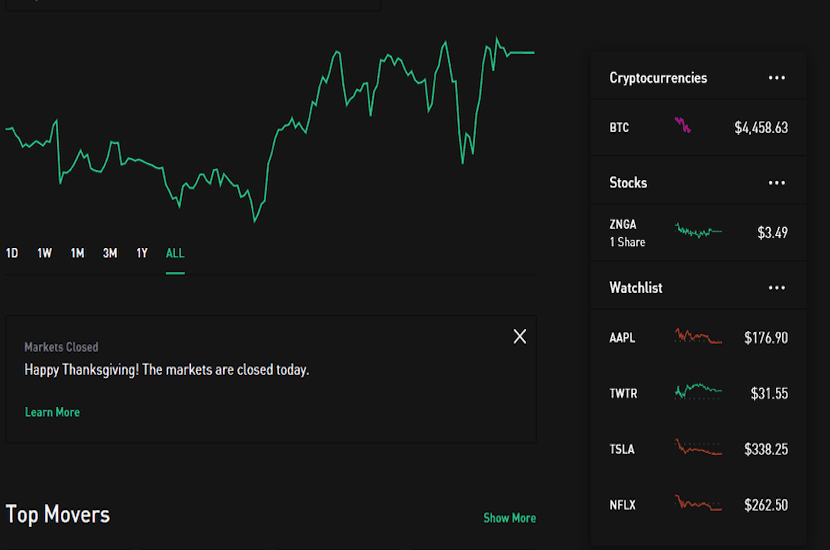 1D 1W 1M 3M 1Y ALL
Markets Closed
Happy Thanksgiving! The markets are closed today.
Learn More
Top Movers
Show More
Cryptocurrencies
BTC $4,458.63
Stocks
ZNGA
1 Share
$3.49
Watchlist
AAPL $176.90
TWTR $31.55
TSLA $338.25
NFLX $262.50